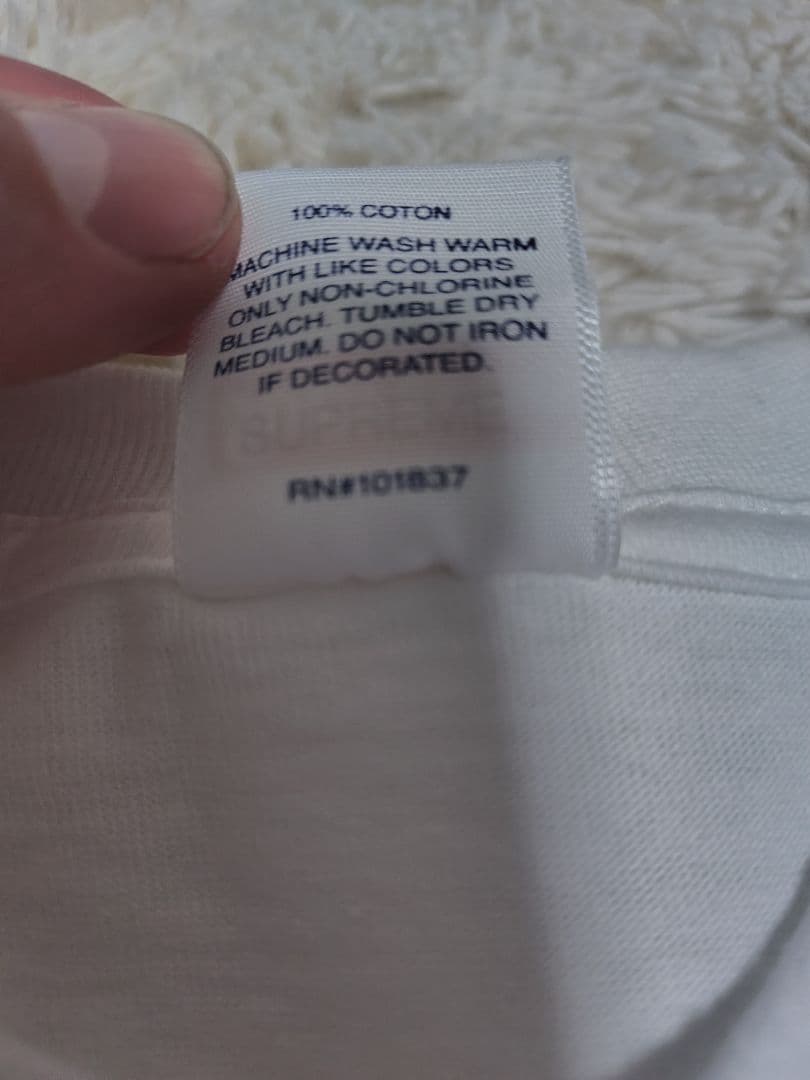 100% COTON
MACHINE WASH WARM
WITH LIKE COLORS
ONLY NON-CHLORINE
BLEACH. TUMBLE DRY
MEDIUM. DO NOT IRON
IF DECORATED.
SUPREME
RN#101837